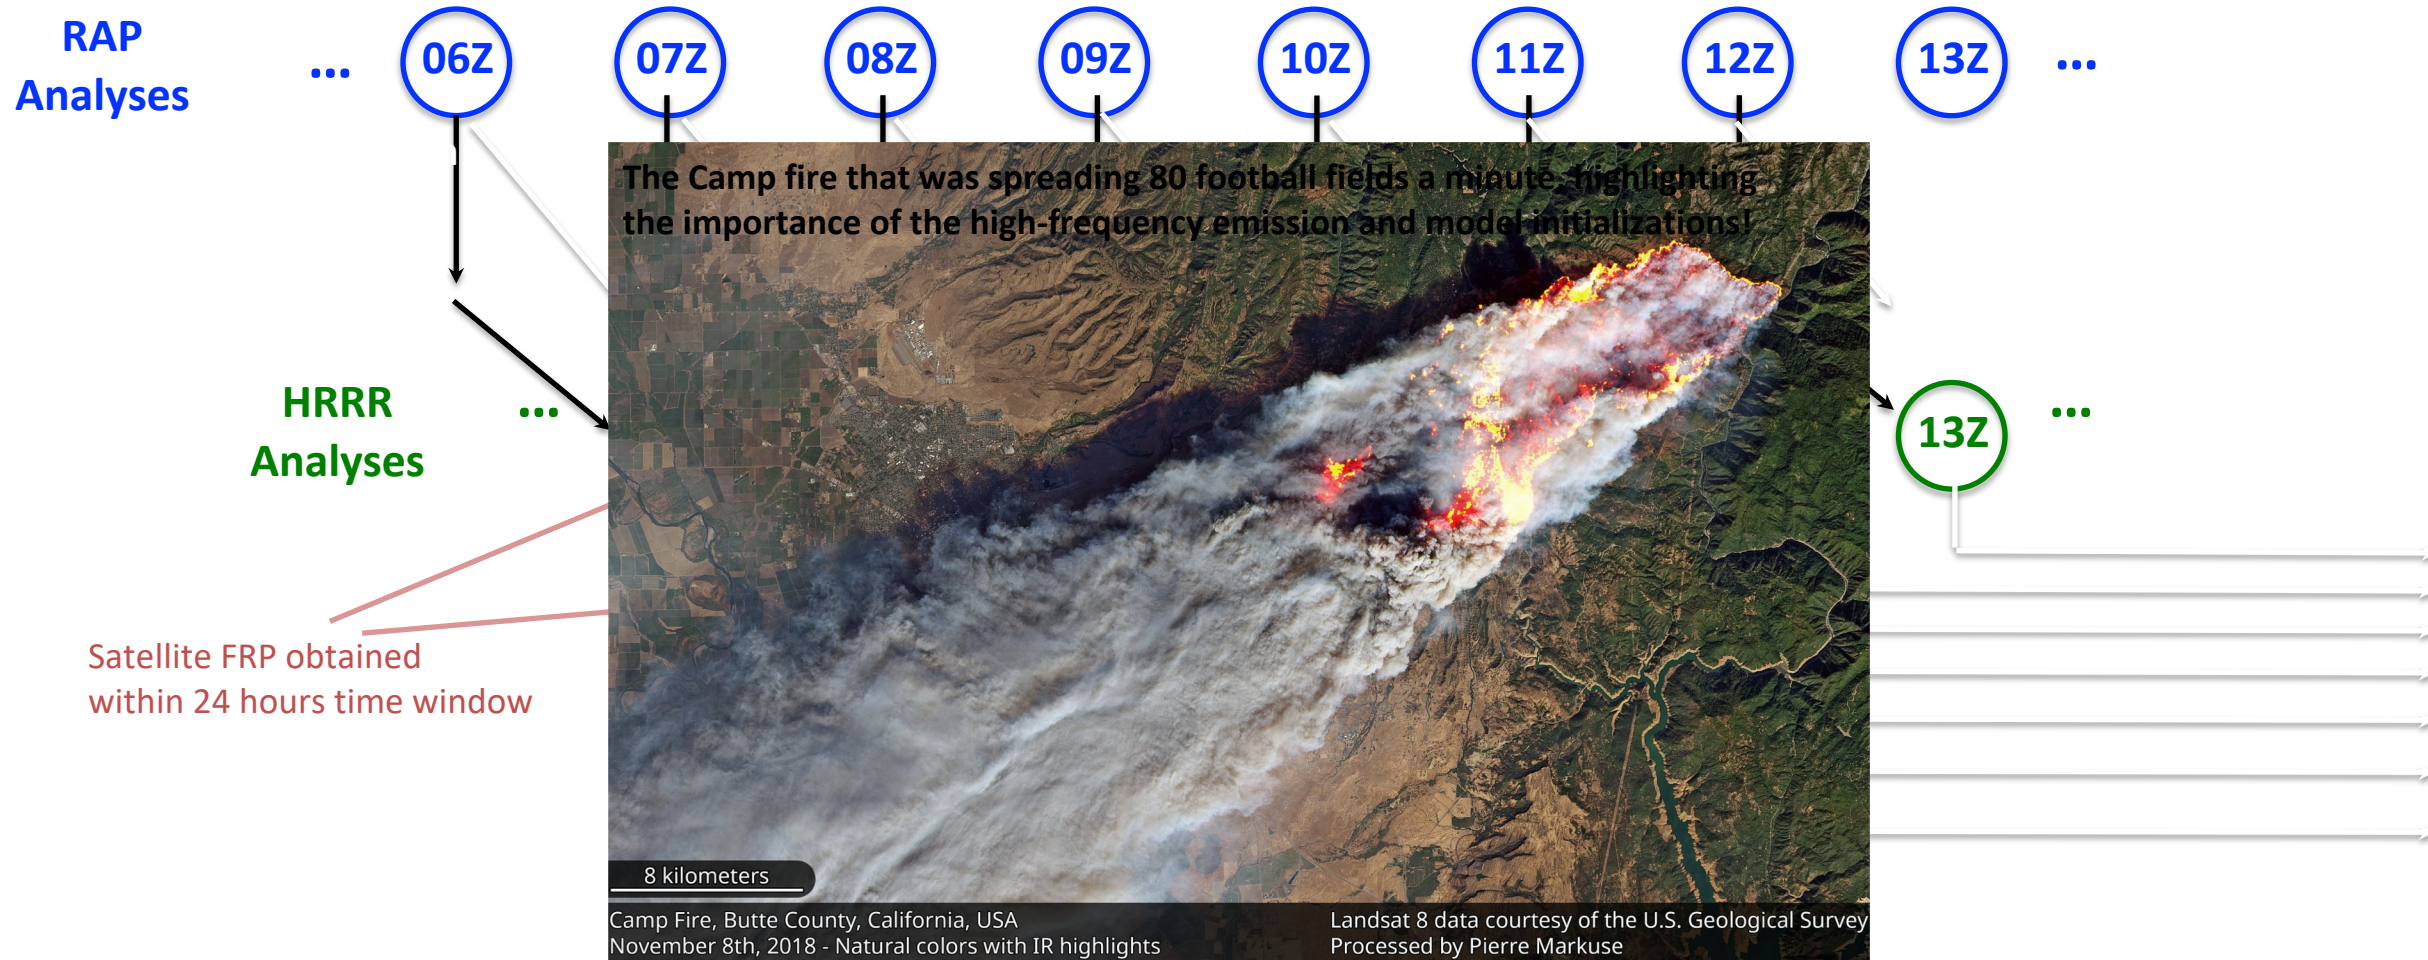 RAP
Analyses
... 06Z 07Z 08Z 09Z 10Z 11Z 12Z 13Z ...
The Camp fire that was spreading 80 football fields a minute, highlighting
the importance of the high-frequency emission and model initializations!
HRRR
Analyses
... 13Z ...
Satellite FRP obtained
within 24 hours time window
8 kilometers
Camp Fire, Butte County, California, USA
November 8th, 2018 - Natural colors with IR highlights
Landsat 8 data courtesy of the U.S. Geological Survey
Processed by Pierre Markuse